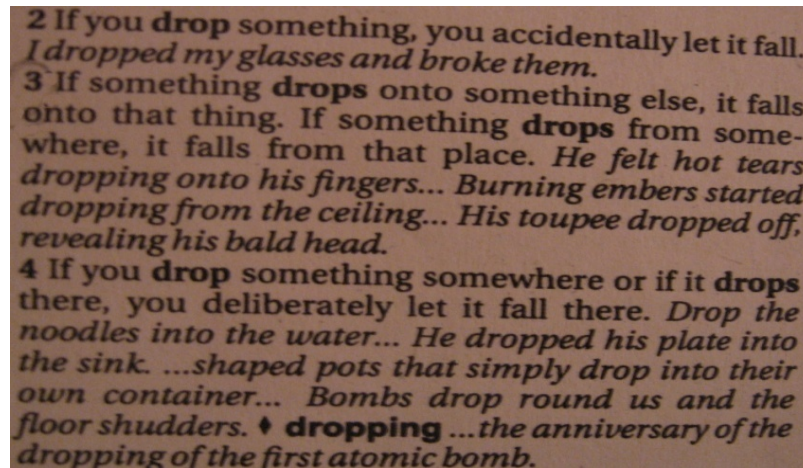 2 If you drop something, you accidentally let it fall.
I dropped my glasses and broke them.
3 If something drops onto something else, it falls
onto that thing. If something drops from some-
where, it falls from that place. He felt hot tears
dropping onto his fingers... Burning embers started
dropping from the ceiling... His toupee dropped off,
revealing his bald head.
4 If you drop something somewhere or if it drops
there, you deliberately let it fall there. Drop the
noodles into the water... He dropped his plate into
the sink. ...shaped pots that simply drop into their
own container... Bombs drop round us and the
floor shudders. ♦ dropping ...the anniversary of the
dropping of the first atomic bomb.